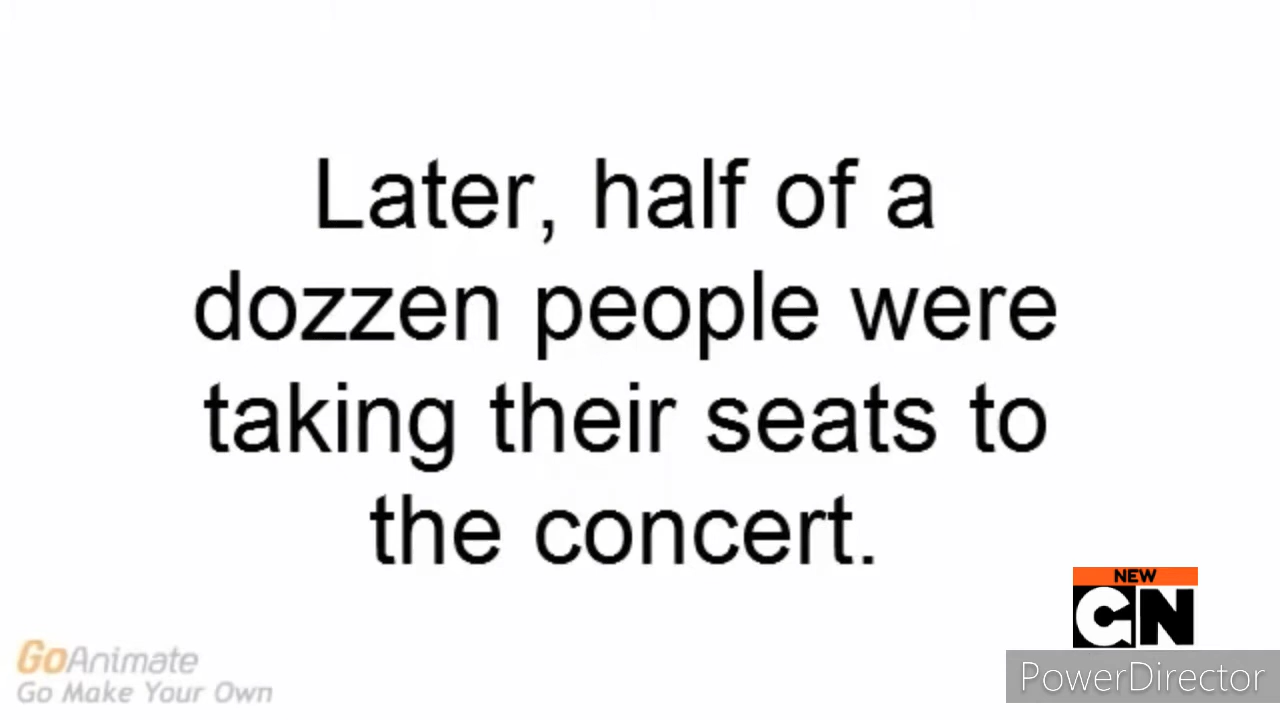 Later, half of a
dozzen people were
taking their seats to
the concert.
NEW
CN
GoAnimate
Go Make Your Own
PowerDirector